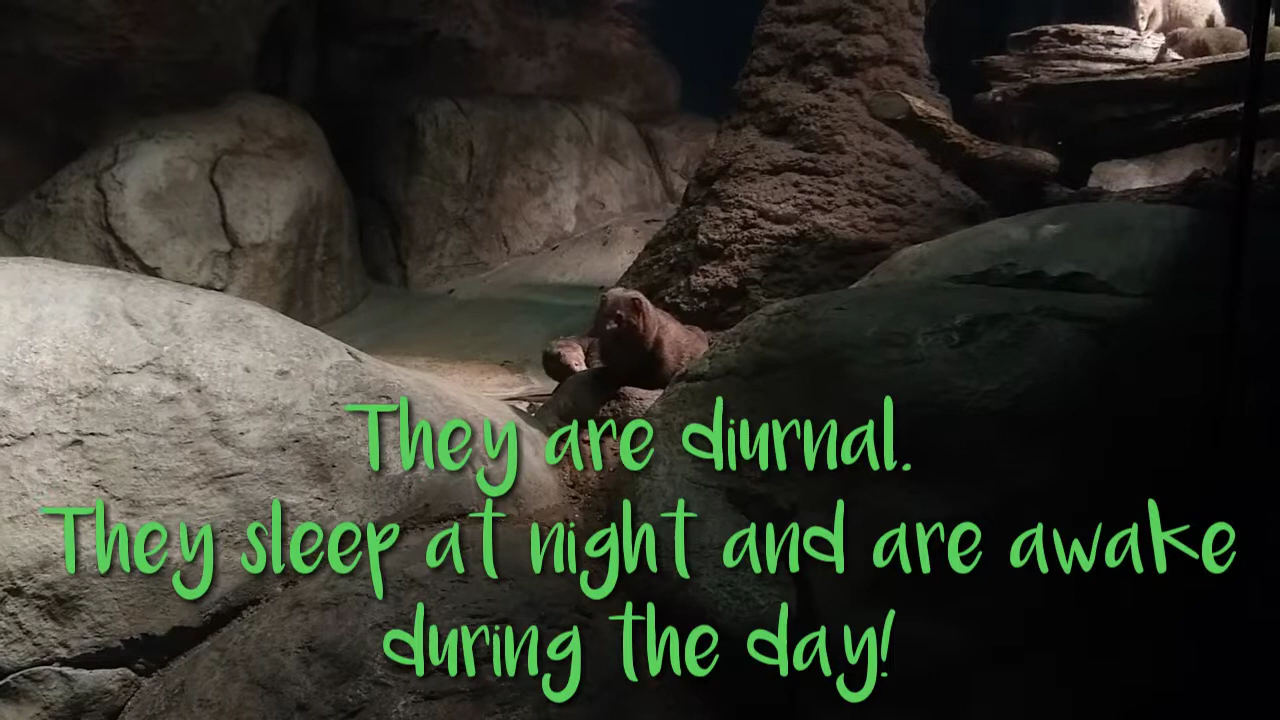 They are diurnal.
They sleep at night and are awake
during the day!